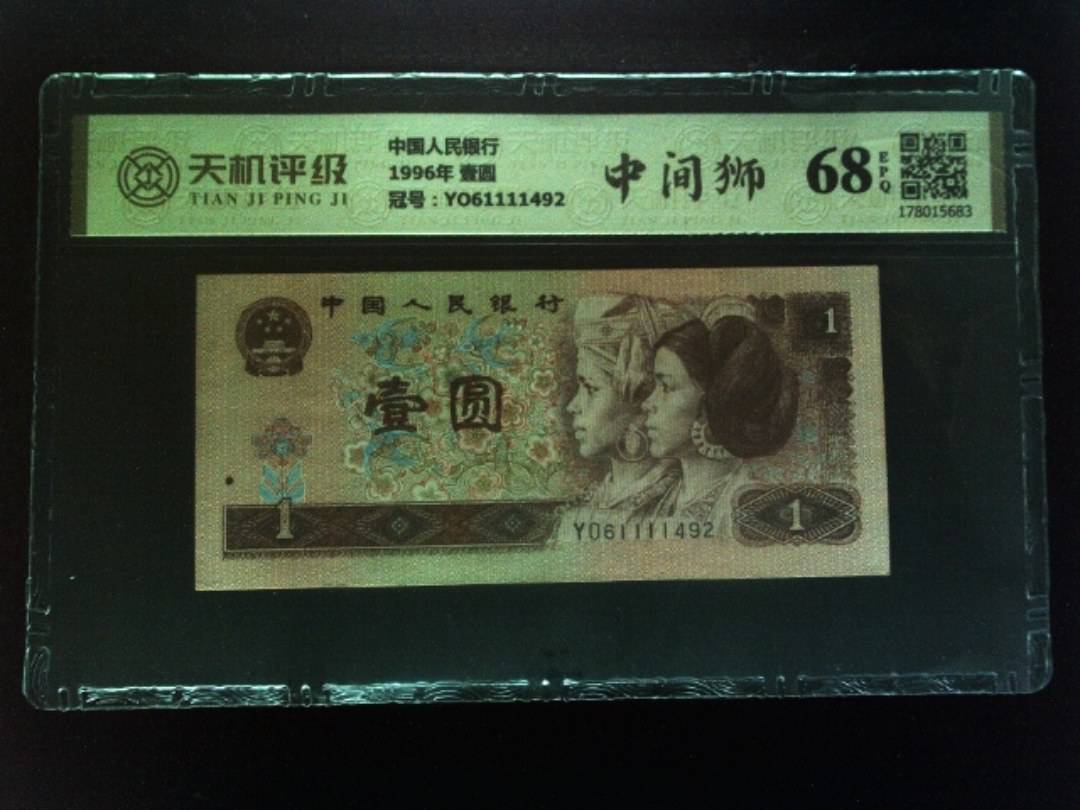 天机评级
TIAN JI PING JI
中国人民银行
1996年 壹圆
冠号：YO61111492
中间狮
68
EPQ
178015683
中国人民银行
1
壹圆
1
YO61111492
1